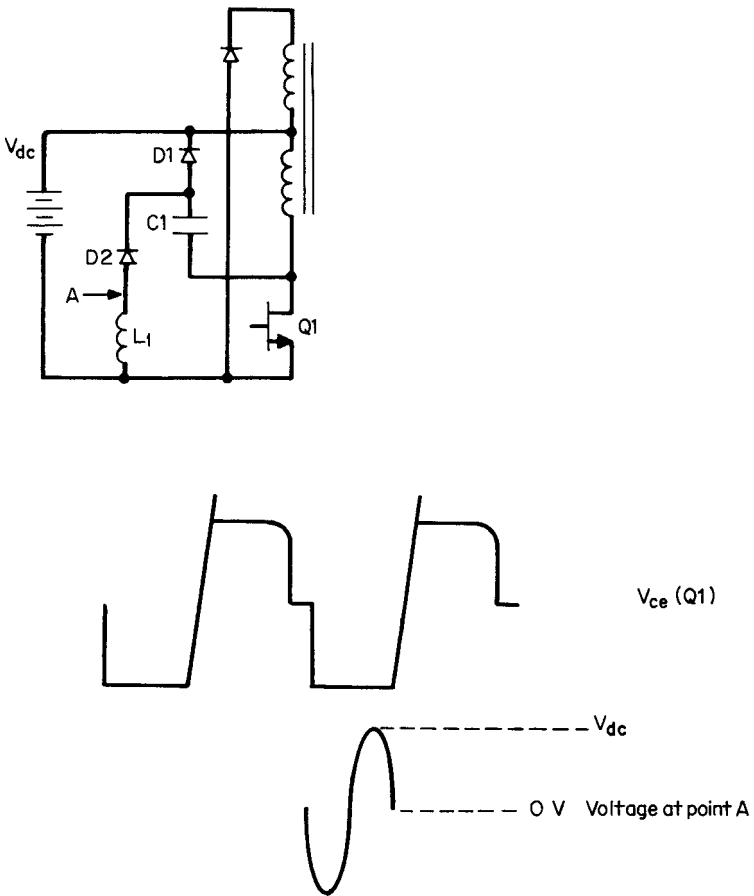 Vdc
D1
C1
D2
A
L1
Q1
Vce (Q1)
Vdc
0 V Voltage at point A